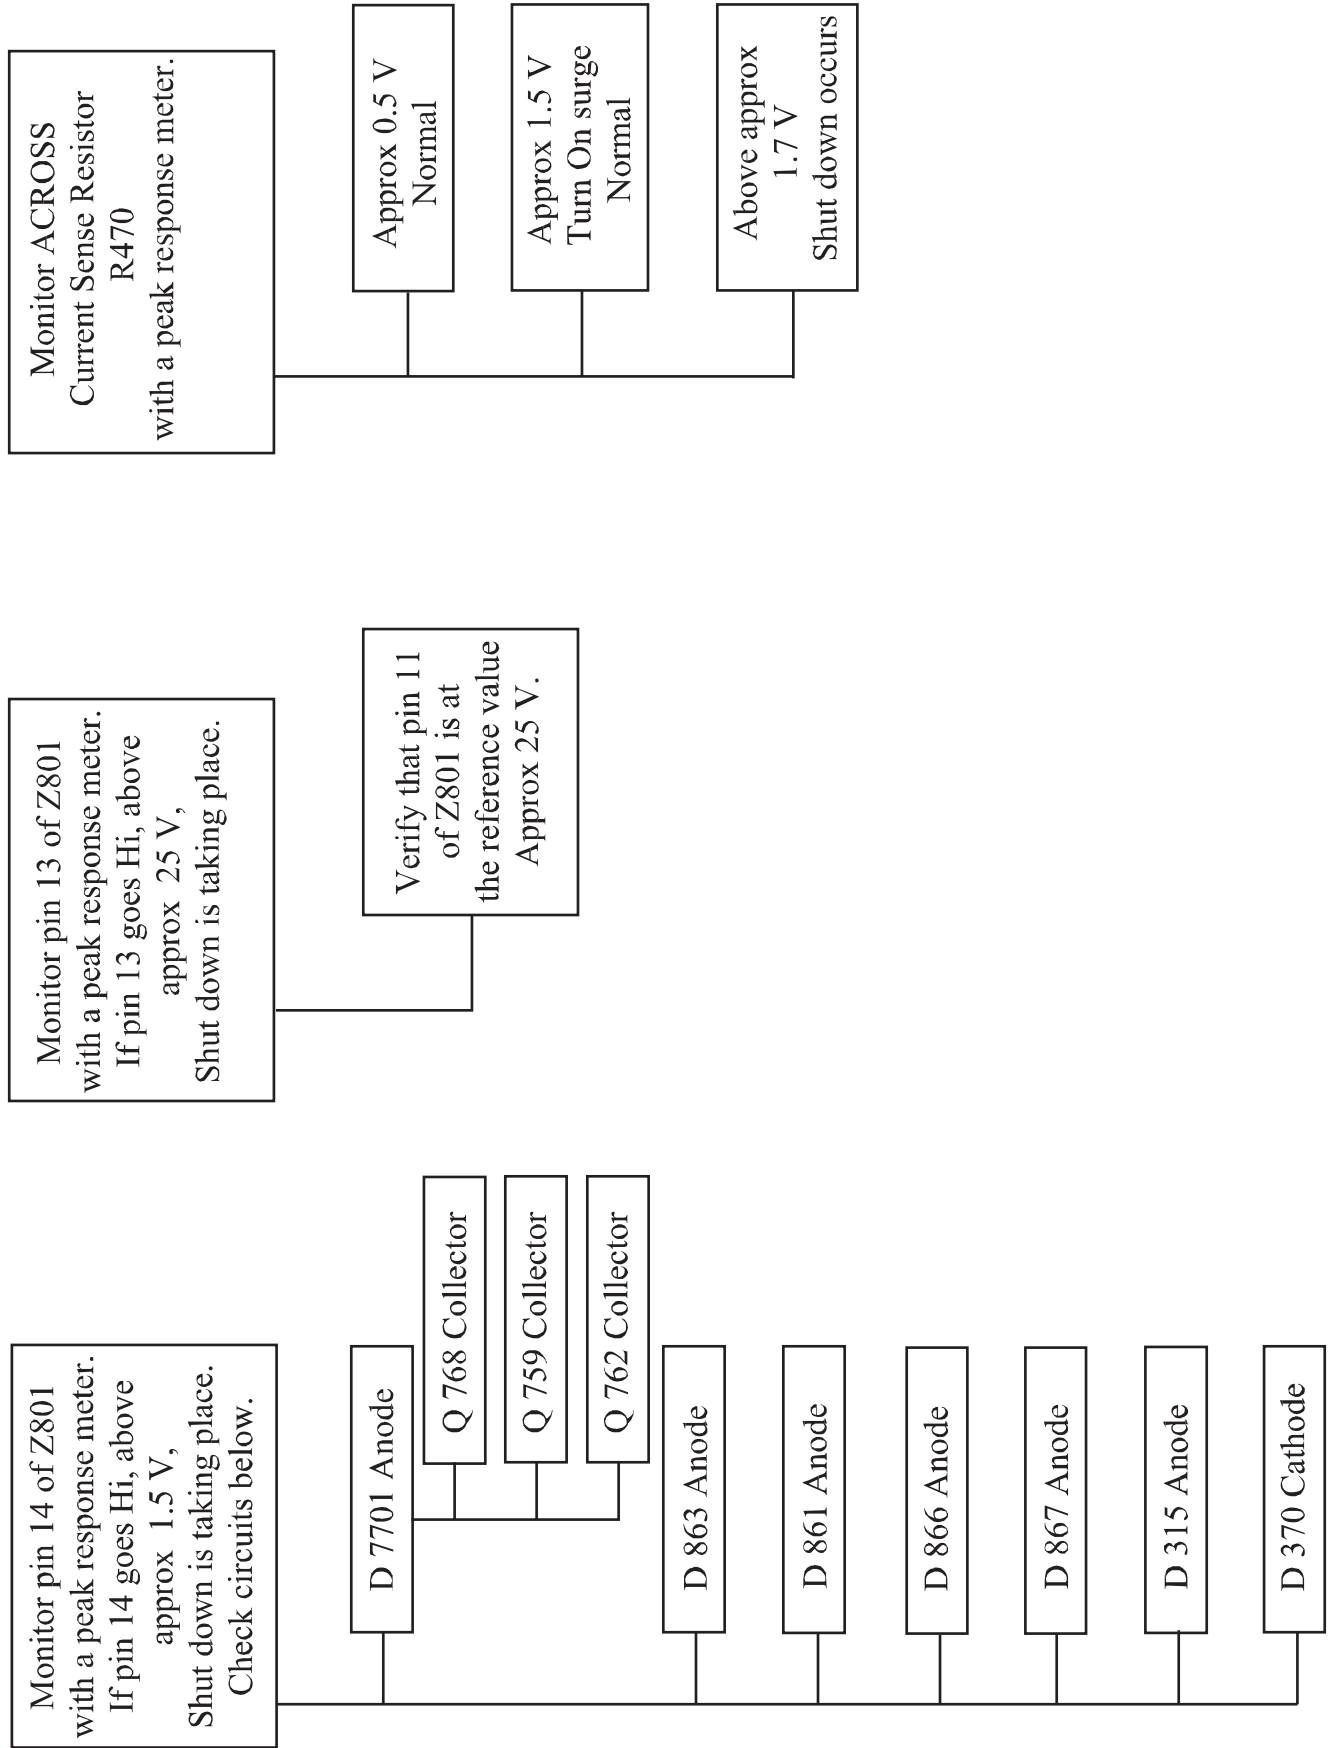 Monitor pin 14 of Z801
with a peak response meter.
If pin 14 goes Hi, above
approx  1.5 V,
Shut down is taking place.
Check circuits below.
D 7701 Anode
Q 768 Collector
Q 759 Collector
Q 762 Collector
D 863 Anode
D 861 Anode
D 866 Anode
D 867 Anode
D 315 Anode
D 370 Cathode
Monitor pin 13 of Z801
with a peak response meter.
If pin 13 goes Hi, above
approx  25 V,
Shut down is taking place.
Verify that pin 11
of Z801 is at
the reference value
Approx 25 V.
Monitor ACROSS
Current Sense Resistor
R470
with a peak response meter.
Approx 0.5 V
Normal
Approx 1.5 V
Turn On surge
Normal
Above approx
1.7 V
Shut down occurs